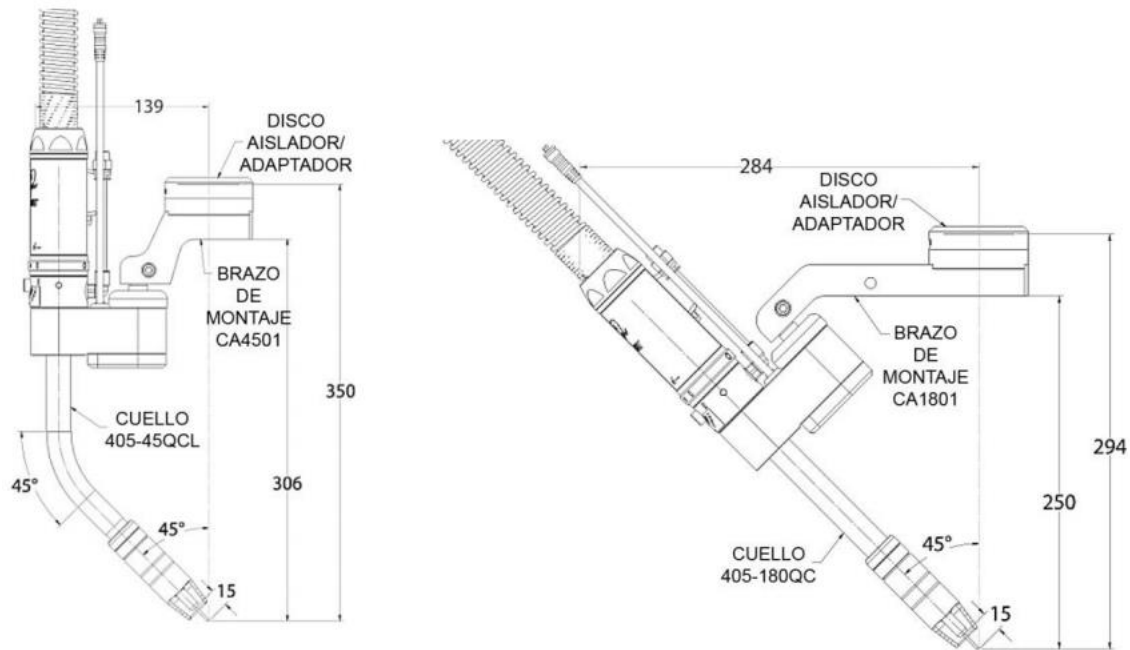 139
DISCO
AISLADOR/
ADAPTADOR
BRAZO
DE
MONTAJE
CA4501
350
CUELLO
405-45QCL
306
45°
45°
15
284
DISCO
AISLADOR/
ADAPTADOR
BRAZO
DE
MONTAJE
CA1801
294
250
CUELLO
405-180QC
45°
15